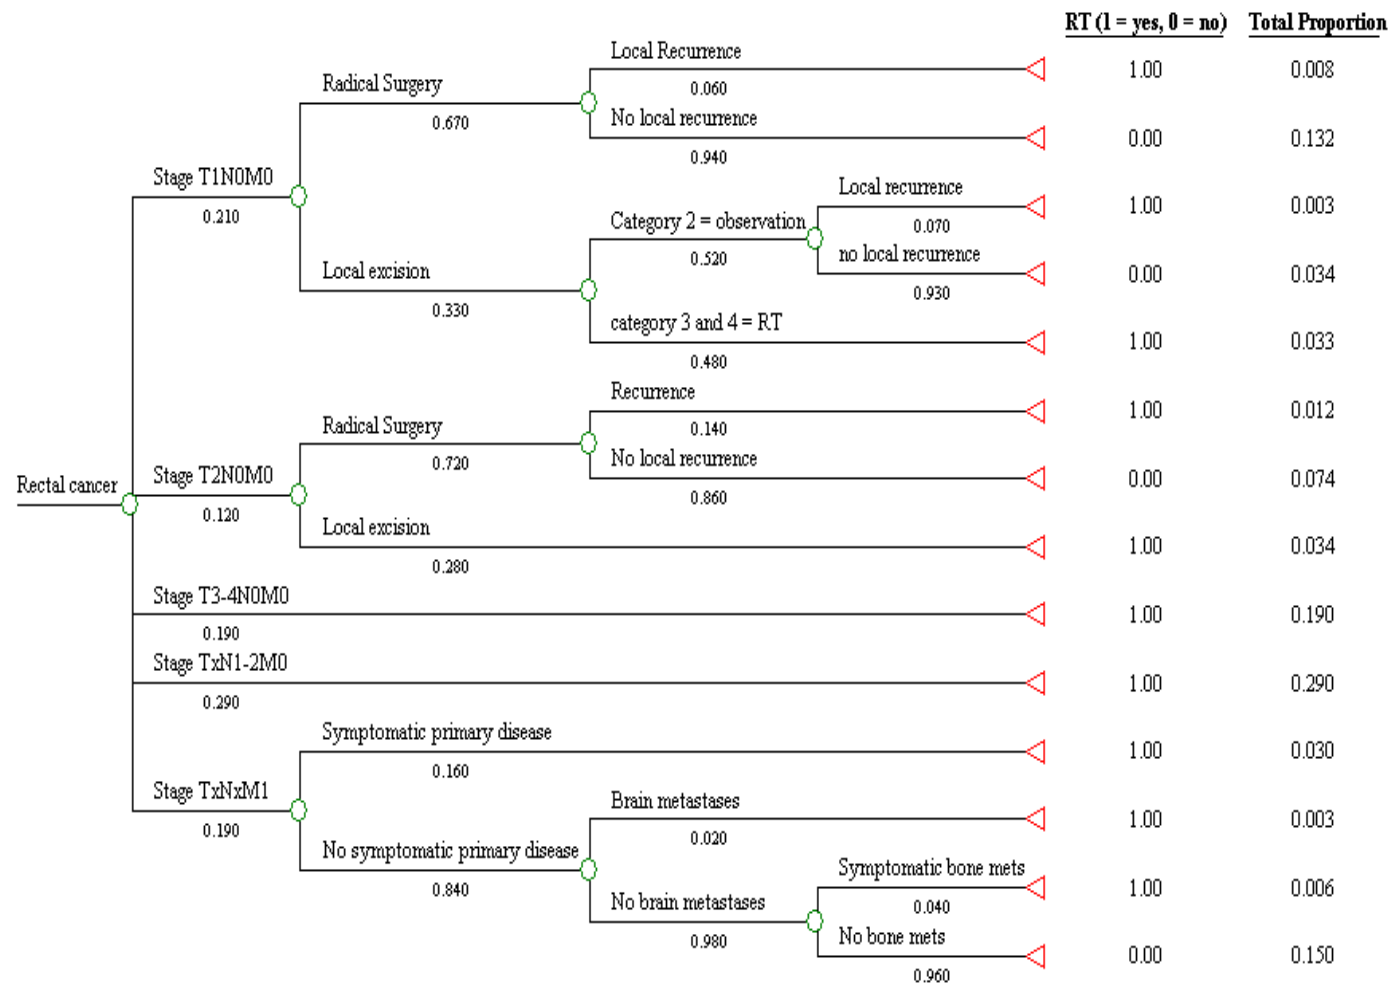 RT (1 = yes, 0 = no) Total Proportion
Local Recurrence
0.060 1.00 0.008
Radical Surgery
0.670
No local recurrence
0.940 0.00 0.132
Stage T1N0M0
0.210
Local recurrence
0.070 1.00 0.003
Category 2 = observation
0.520
no local recurrence
0.930 0.00 0.034
Local excision
0.330
category 3 and 4 = RT
0.480 1.00 0.033
Recurrence
0.140 1.00 0.012
Radical Surgery
0.720
No local recurrence
0.860 0.00 0.074
Rectal cancer
Stage T2N0M0
0.120
Local excision
0.280 1.00 0.034
Stage T3-4N0M0
0.190 1.00 0.190
Stage TxN1-2M0
0.290 1.00 0.290
Symptomatic primary disease
0.160 1.00 0.030
Stage TxNxM1
0.190
Brain metastases
0.020 1.00 0.003
No symptomatic primary disease
0.840
Symptomatic bone mets
0.040 1.00 0.006
No brain metastases
0.980
No bone mets
0.960 0.00 0.150